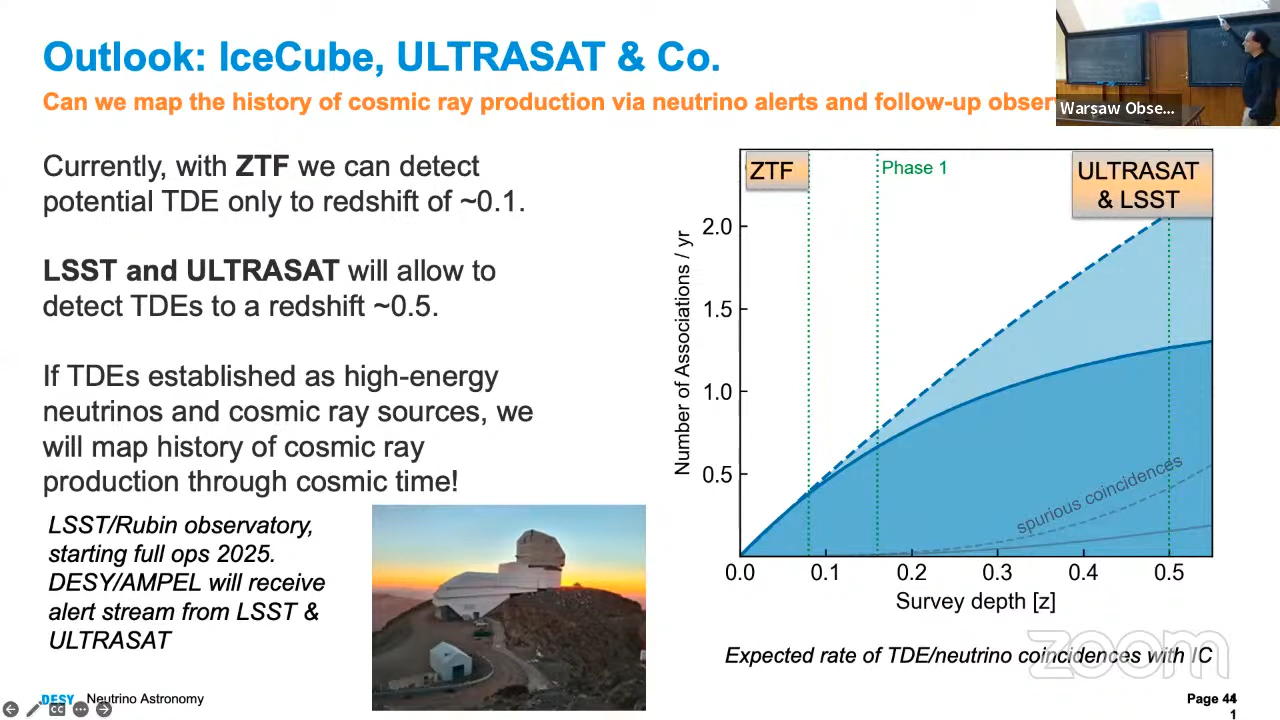 Outlook: IceCube, ULTRASAT & Co.
Can we map the history of cosmic ray production via neutrino alerts and follow-up obser
Warsaw Obse...
Currently, with ZTF we can detect
potential TDE only to redshift of ~0.1.
LSST and ULTRASAT will allow to
detect TDEs to a redshift ~0.5.
If TDEs established as high-energy
neutrinos and cosmic ray sources, we
will map history of cosmic ray
production through cosmic time!
LSST/Rubin observatory,
starting full ops 2025.
DESY/AMPEL will receive
alert stream from LSST &
ULTRASAT
ZTF
Phase 1
ULTRASAT
& LSST
Number of Associations / yr
2.0
1.5
1.0
0.5
spurious coincidences
0.0 0.1 0.2 0.3 0.4 0.5
Survey depth [z]
Expected rate of TDE/neutrino coincidences with IC
zoom
DESY Neutrino Astronomy
CC
Page 44
1